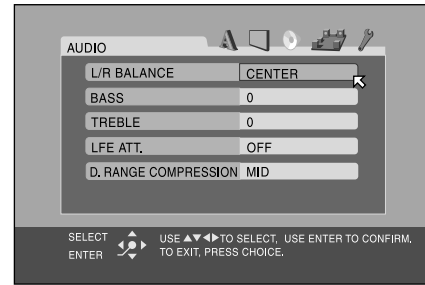 AUDIO
L/R BALANCE CENTER
BASS 0
TREBLE 0
LFE ATT. OFF
D. RANGE COMPRESSION MID
SELECT
ENTER
USE ▲▼◀▶TO SELECT, USE ENTER TO CONFIRM.
TO EXIT, PRESS CHOICE.